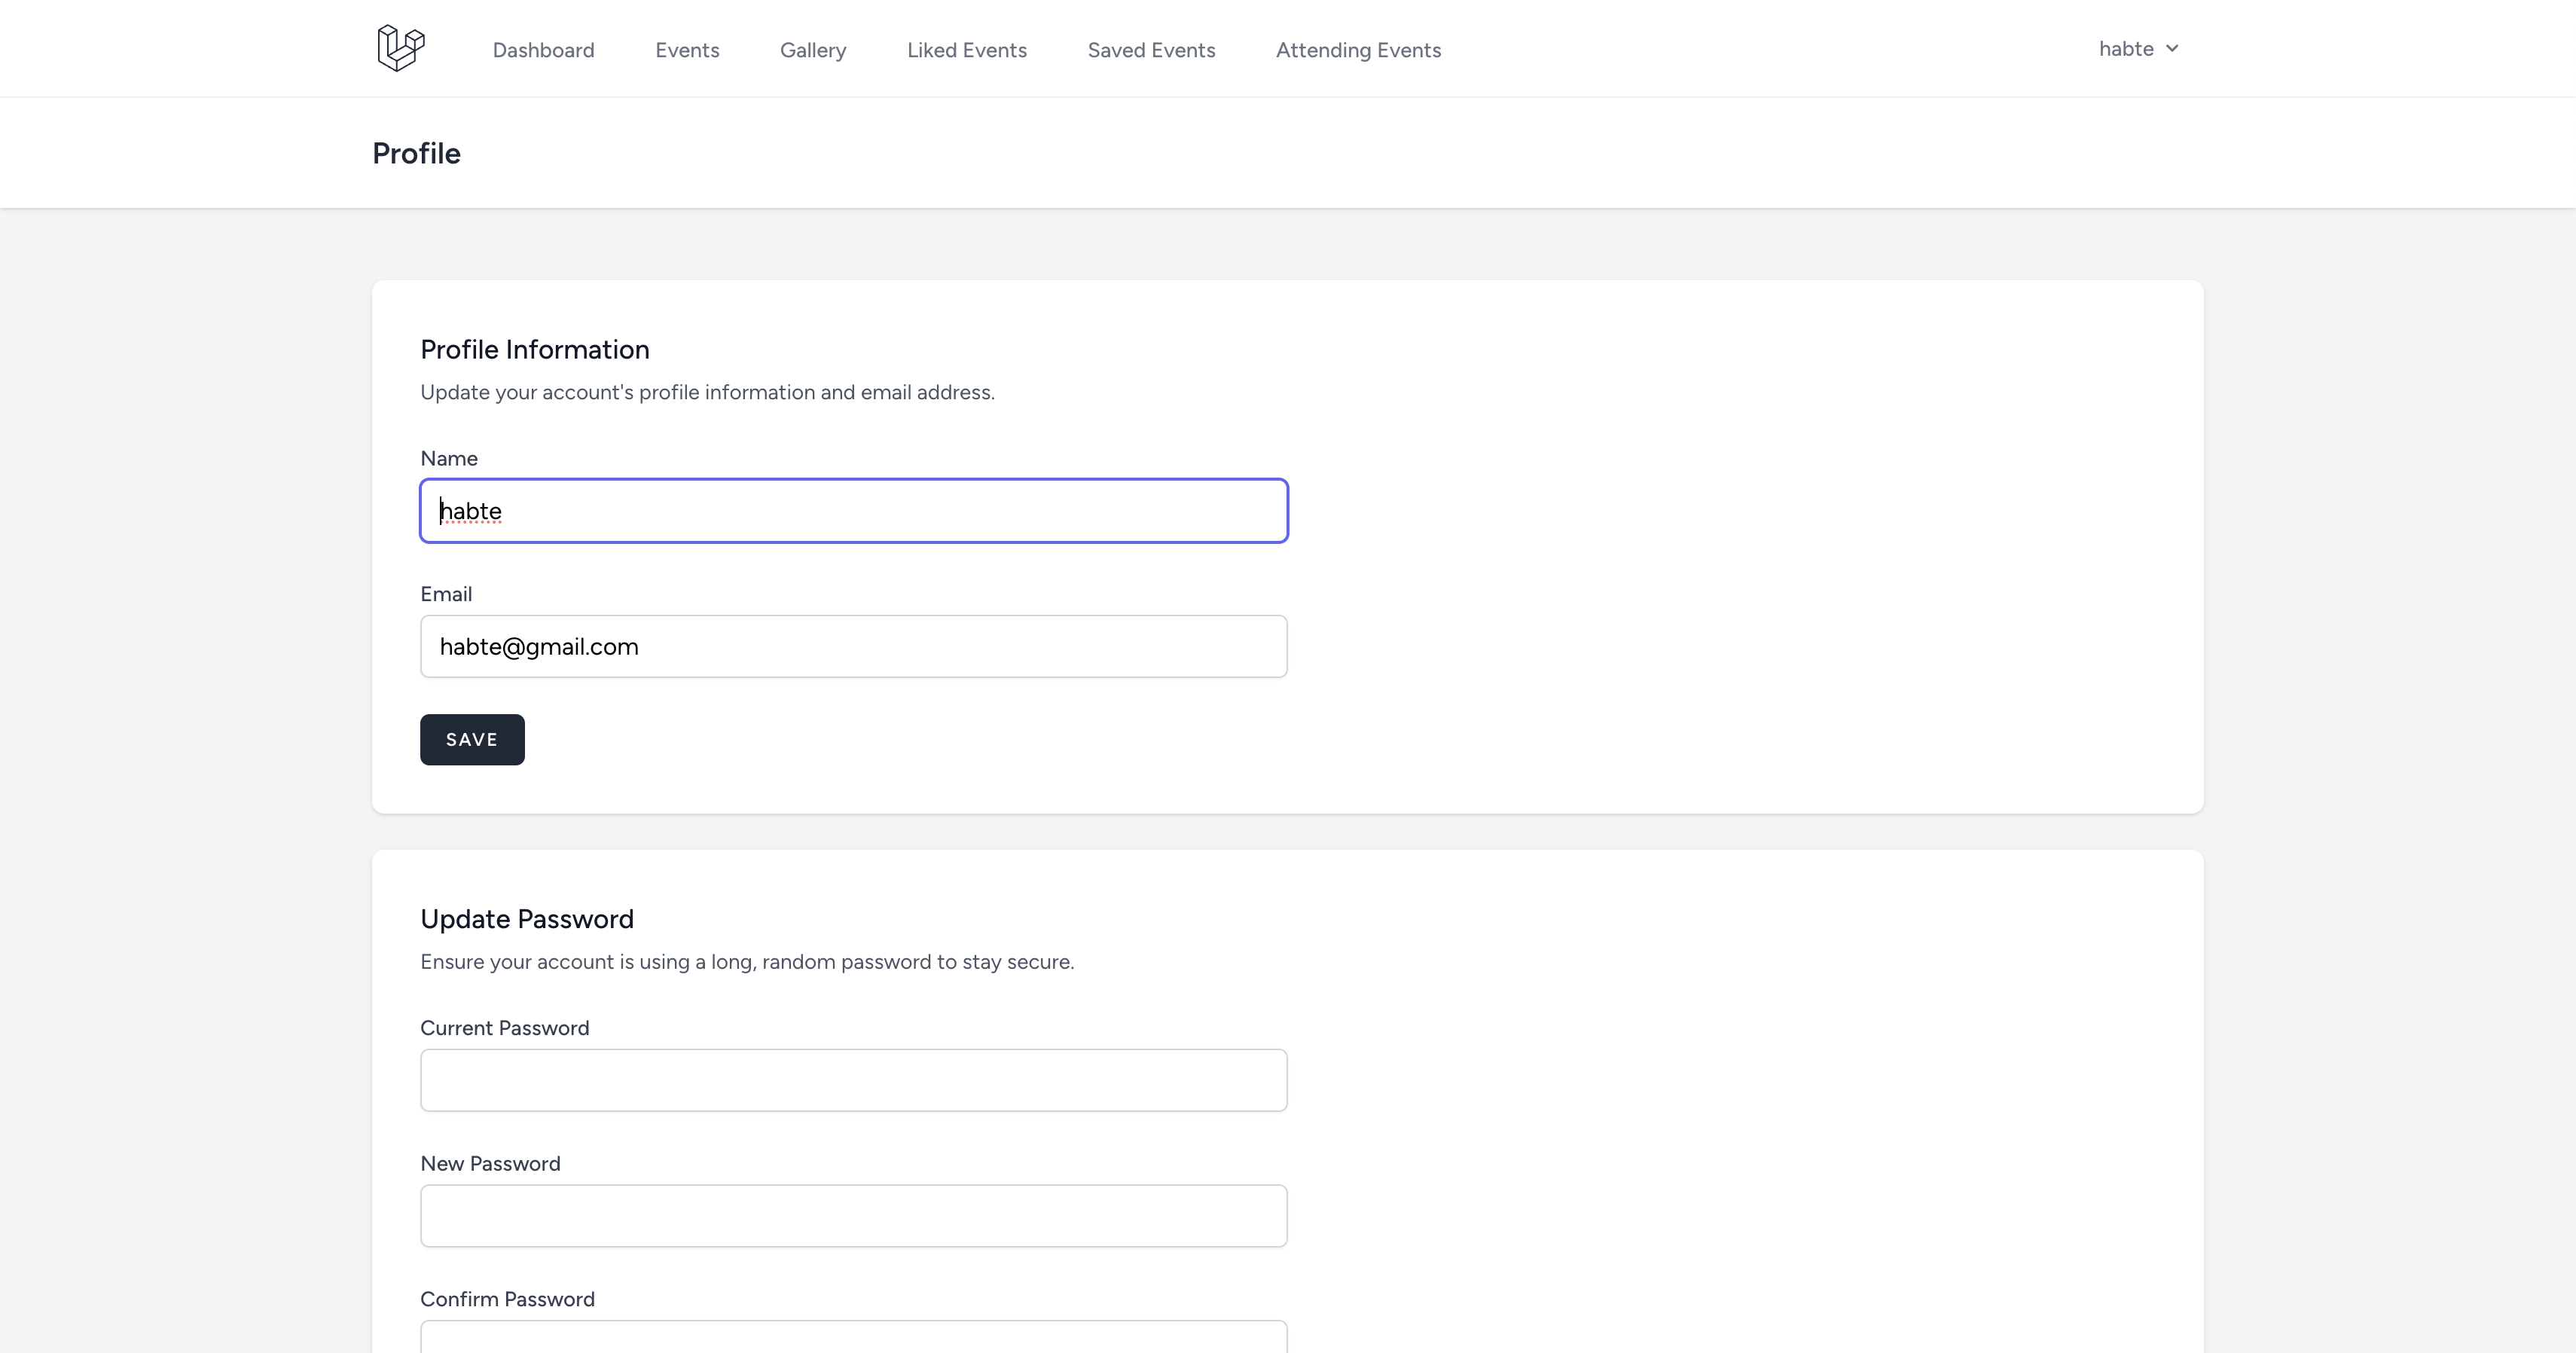 Dashboard Events Gallery Liked Events Saved Events Attending Events habte
Profile
Profile Information
Update your account's profile information and email address.
Name
habte
Email
habte@gmail.com
SAVE
Update Password
Ensure your account is using a long, random password to stay secure.
Current Password
New Password
Confirm Password